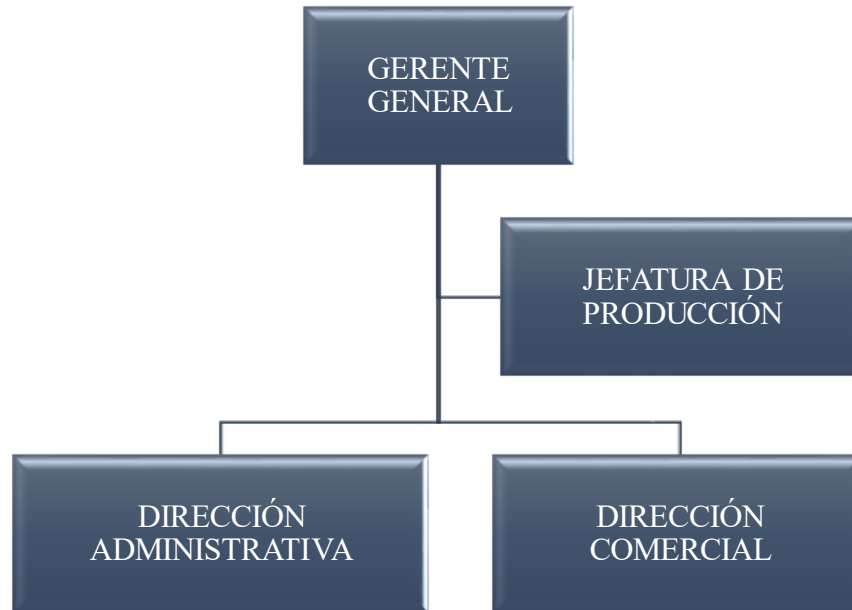 GERENTE
GENERAL
JEFATURA DE
PRODUCCIÓN
DIRECCIÓN
ADMINISTRATIVA
DIRECCIÓN
COMERCIAL